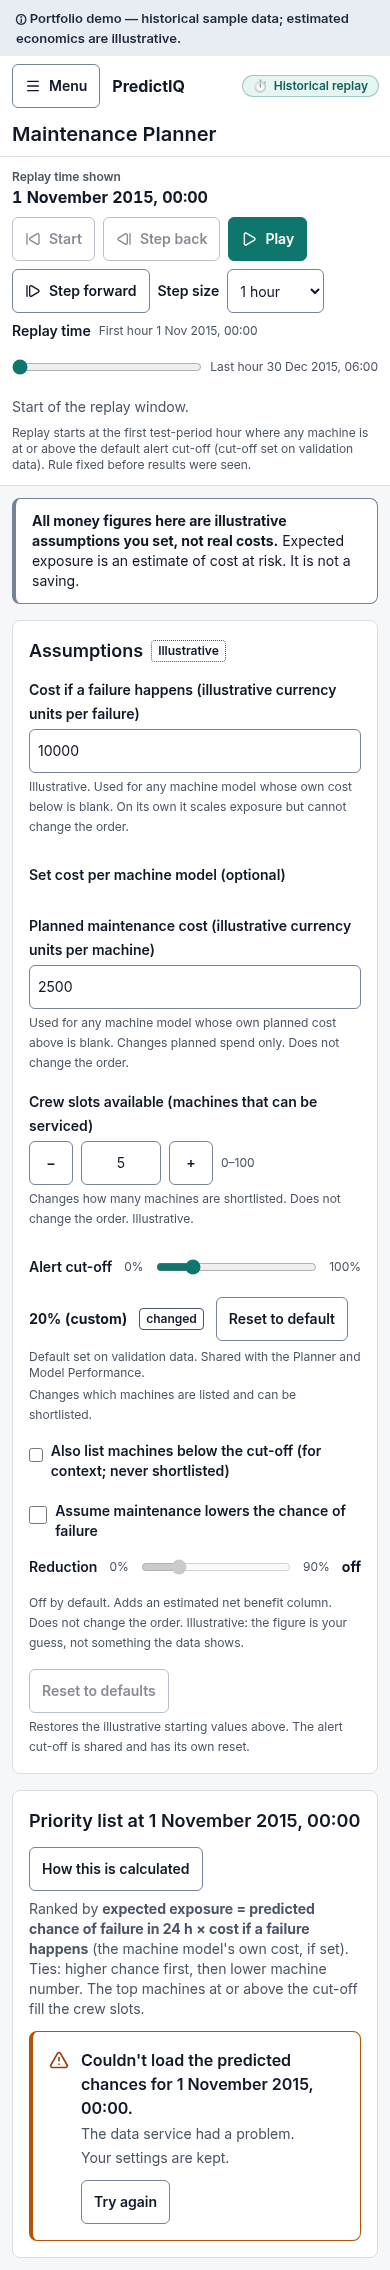 Portfolio demo — historical sample data; estimated
economics are illustrative.
Menu PredictIQ Historical replay
Maintenance Planner
Replay time shown
1 November 2015, 00:00
Start Step back Play
Step forward Step size 1 hour
Replay time First hour 1 Nov 2015, 00:00
Last hour 30 Dec 2015, 06:00
Start of the replay window.
Replay starts at the first test-period hour where any machine is
at or above the default alert cut-off (cut-off set on validation
data). Rule fixed before results were seen.
All money figures here are illustrative
assumptions you set, not real costs. Expected
exposure is an estimate of cost at risk. It is not a
saving.
Assumptions Illustrative
Cost if a failure happens (illustrative currency
units per failure)
10000
Illustrative. Used for any machine model whose own cost
below is blank. On its own it scales exposure but cannot
change the order.
Set cost per machine model (optional)
Planned maintenance cost (illustrative currency
units per machine)
2500
Used for any machine model whose own planned cost
above is blank. Changes planned spend only. Does not
change the order.
Crew slots available (machines that can be
serviced)
− 5 + 0–100
Changes how many machines are shortlisted. Does not
change the order. Illustrative.
Alert cut-off 0% 100%
20% (custom) changed Reset to default
Default set on validation data. Shared with the Planner and
Model Performance.
Changes which machines are listed and can be
shortlisted.
Also list machines below the cut-off (for
context; never shortlisted)
Assume maintenance lowers the chance of
failure
Reduction 0% 90% off
Off by default. Adds an estimated net benefit column.
Does not change the order. Illustrative: the figure is your
guess, not something the data shows.
Reset to defaults
Restores the illustrative starting values above. The alert
cut-off is shared and has its own reset.
Priority list at 1 November 2015, 00:00
How this is calculated
Ranked by expected exposure = predicted
chance of failure in 24 h × cost if a failure
happens (the machine model's own cost, if set).
Ties: higher chance first, then lower machine
number. The top machines at or above the cut-off
fill the crew slots.
Couldn't load the predicted
chances for 1 November 2015,
00:00.
The data service had a problem.
Your settings are kept.
Try again